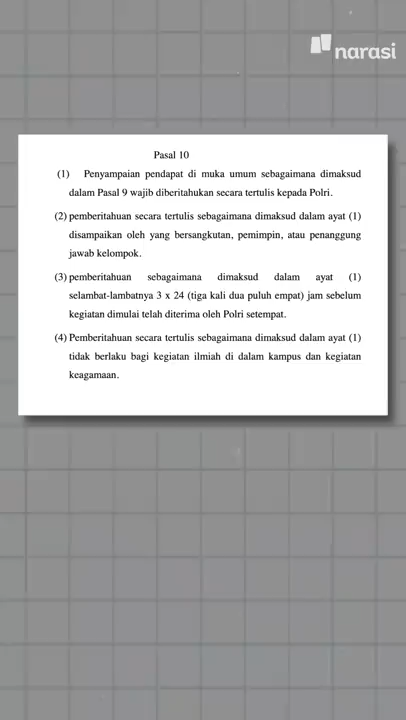 narasi
Pasal 10
(1) Penyampaian pendapat di muka umum sebagaimana dimaksud
dalam Pasal 9 wajib diberitahukan secara tertulis kepada Polri.
(2) pemberitahuan secara tertulis sebagaimana dimaksud dalam ayat (1)
disampaikan oleh yang bersangkutan, pemimpin, atau penanggung
jawab kelompok.
(3) pemberitahuan sebagaimana dimaksud dalam ayat (1)
selambat-lambatnya 3 x 24 (tiga kali dua puluh empat) jam sebelum
kegiatan dimulai telah diterima oleh Polri setempat.
(4) Pemberitahuan secara tertulis sebagaimana dimaksud dalam ayat (1)
tidak berlaku bagi kegiatan ilmiah di dalam kampus dan kegiatan
keagamaan.